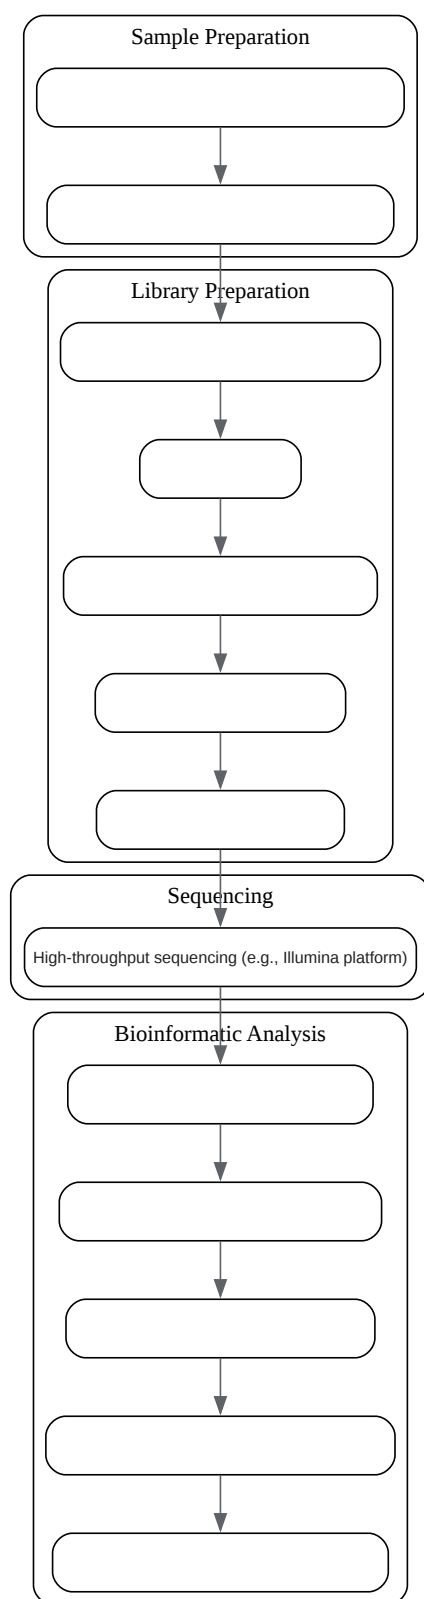 Sample Preparation
Library Preparation
Sequencing
High-throughput sequencing (e.g., Illumina platform)
Bioinformatic Analysis